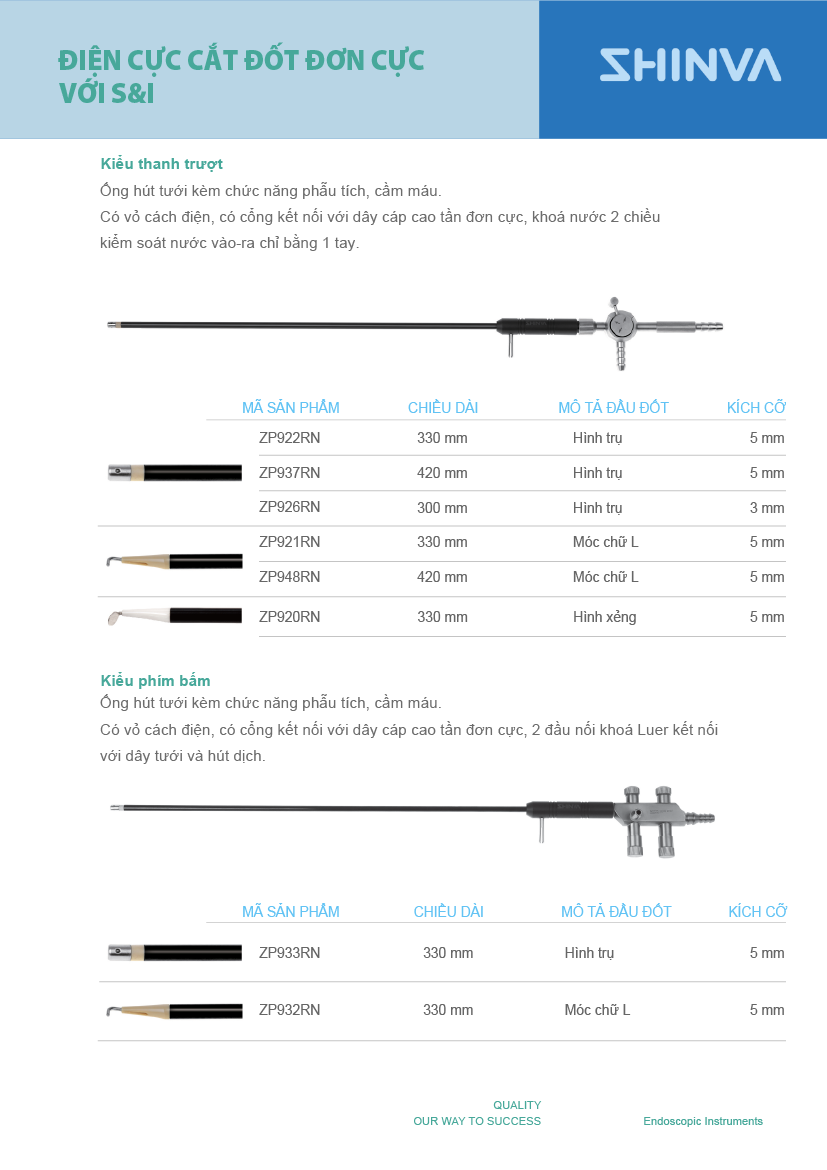 ĐIỆN CỰC CẮT ĐỐT ĐƠN CỰC
VỚI S&I
SHINVA
Kiểu thanh trượt
Ống hút tưới kèm chức năng phẫu tích, cầm máu.
Có vỏ cách điện, có cổng kết nối với dây cáp cao tần đơn cực, khoá nước 2 chiều
kiểm soát nước vào-ra chỉ bằng 1 tay.
MÃ SẢN PHẨM CHIỀU DÀI MÔ TẢ ĐẦU ĐỐT KÍCH CỠ
ZP922RN 330 mm Hình trụ 5 mm
ZP937RN 420 mm Hình trụ 5 mm
ZP926RN 300 mm Hình trụ 3 mm
ZP921RN 330 mm Móc chữ L 5 mm
ZP948RN 420 mm Móc chữ L 5 mm
ZP920RN 330 mm Hình xẻng 5 mm
Kiểu phím bấm
Ống hút tưới kèm chức năng phẫu tích, cầm máu.
Có vỏ cách điện, có cổng kết nối với dây cáp cao tần đơn cực, 2 đầu nối khoá Luer kết nối
với dây tưới và hút dịch.
MÃ SẢN PHẨM CHIỀU DÀI MÔ TẢ ĐẦU ĐỐT KÍCH CỠ
ZP933RN 330 mm Hình trụ 5 mm
ZP932RN 330 mm Móc chữ L 5 mm
QUALITY
OUR WAY TO SUCCESS Endoscopic Instruments